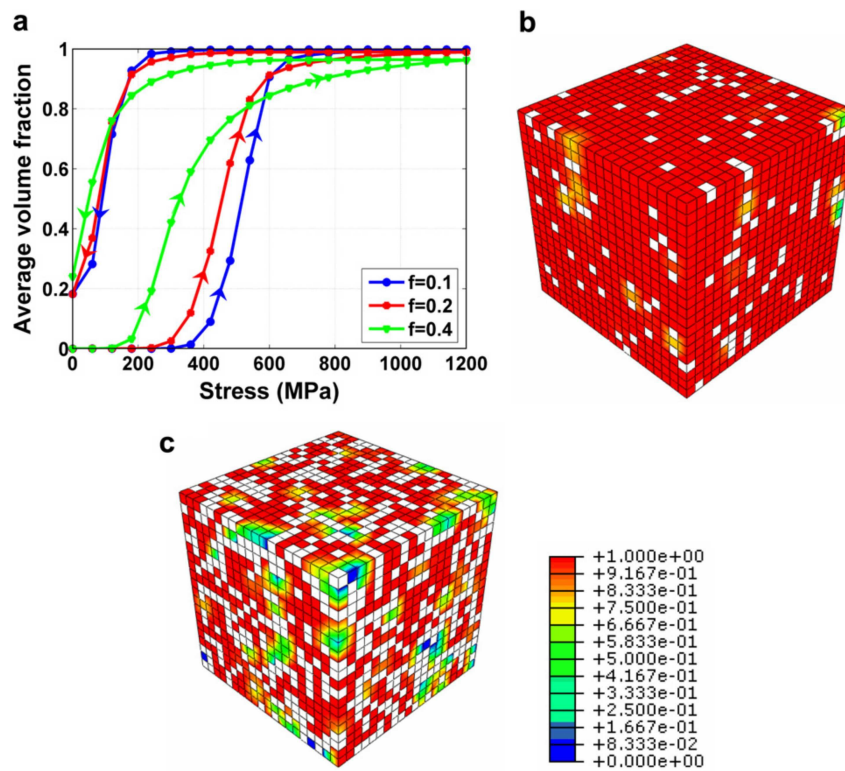 a
b
1
0.8
0.6
0.4
0.2
0
Average volume fraction
f=0.1
f=0.2
f=0.4
0 200 400 600 800 1000 1200
Stress (MPa)
c
+1.000e+00
+9.167e-01
+8.333e-01
+7.500e-01
+6.667e-01
+5.833e-01
+5.000e-01
+4.167e-01
+3.333e-01
+2.500e-01
+1.667e-01
+8.333e-02
+0.000e+00